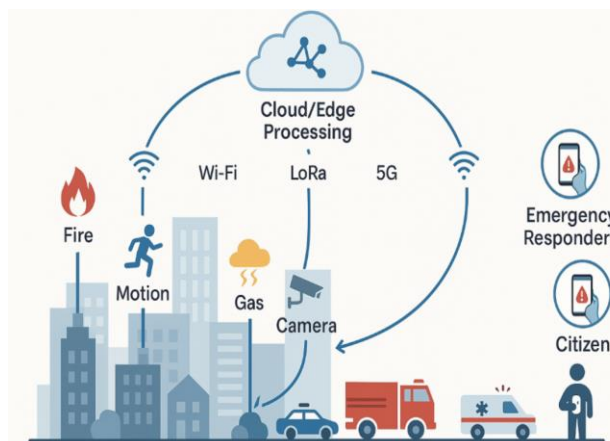 Cloud/Edge
Processing
Wi-Fi
LoRa
5G
Fire
Motion
Gas
Camera
Emergency
Responder
Citizen